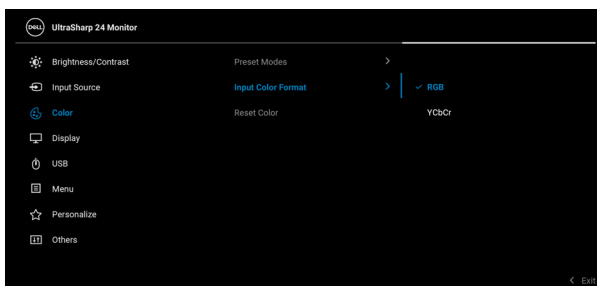 DELL UltraSharp 24 Monitor
Brightness/Contrast Preset Modes >
Input Source Input Color Format > ✓ RGB
Color Reset Color YCbCr
Display
USB
Menu
Personalize
Others
< Exit